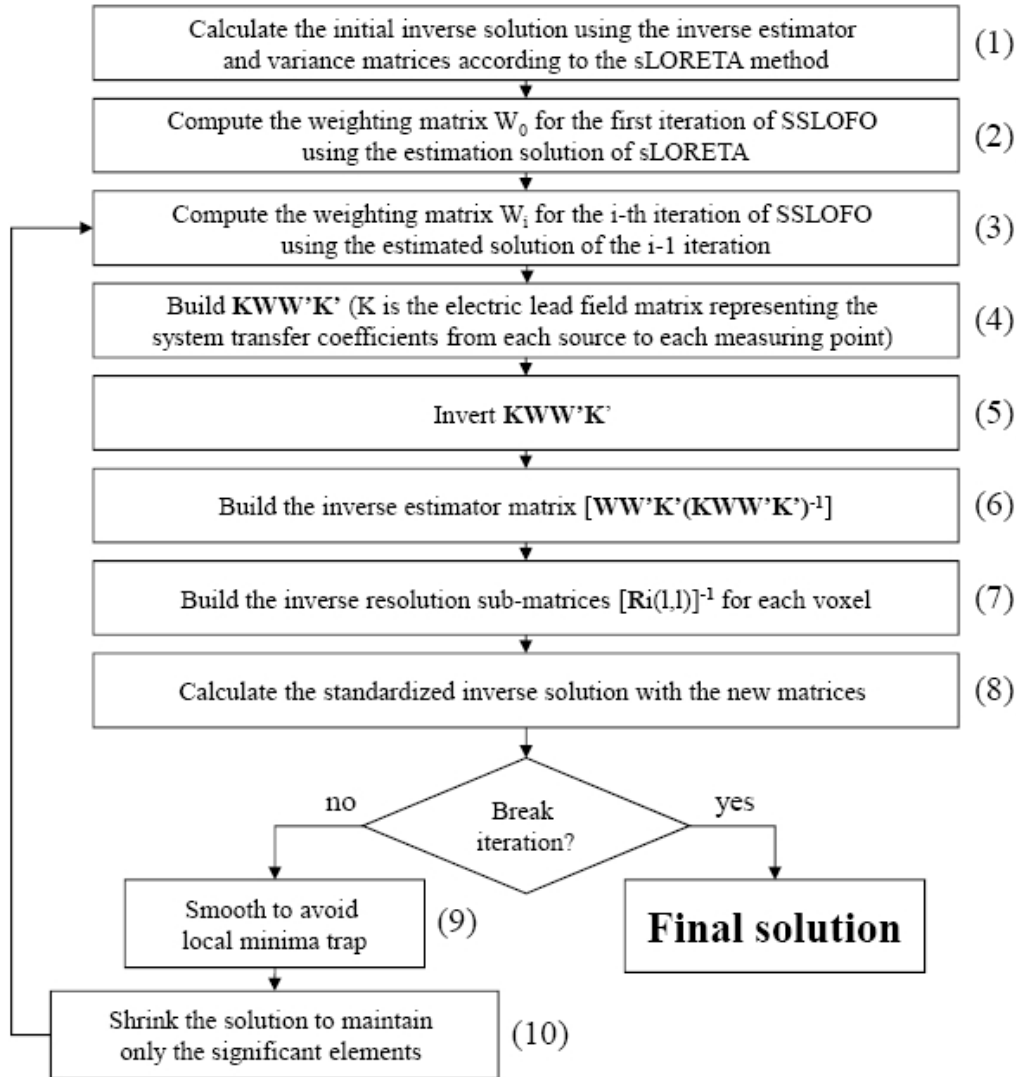 Calculate the initial inverse solution using the inverse estimator
and variance matrices according to the sLORETA method
(1)
Compute the weighting matrix W₀ for the first iteration of SSLOFO
using the estimation solution of sLORETA
(2)
Compute the weighting matrix Wᵢ for the i-th iteration of SSLOFO
using the estimated solution of the i-1 iteration
(3)
Build KWW’K’ (K is the electric lead field matrix representing the
system transfer coefficients from each source to each measuring point)
(4)
Invert KWW’K’
(5)
Build the inverse estimator matrix [WW’K’(KWW’K’)⁻¹]
(6)
Build the inverse resolution sub-matrices [Ri(l,l)]⁻¹ for each voxel
(7)
Calculate the standardized inverse solution with the new matrices
(8)
no
Break
iteration?
yes
Smooth to avoid
local minima trap
(9)
Final solution
Shrink the solution to maintain
only the significant elements
(10)